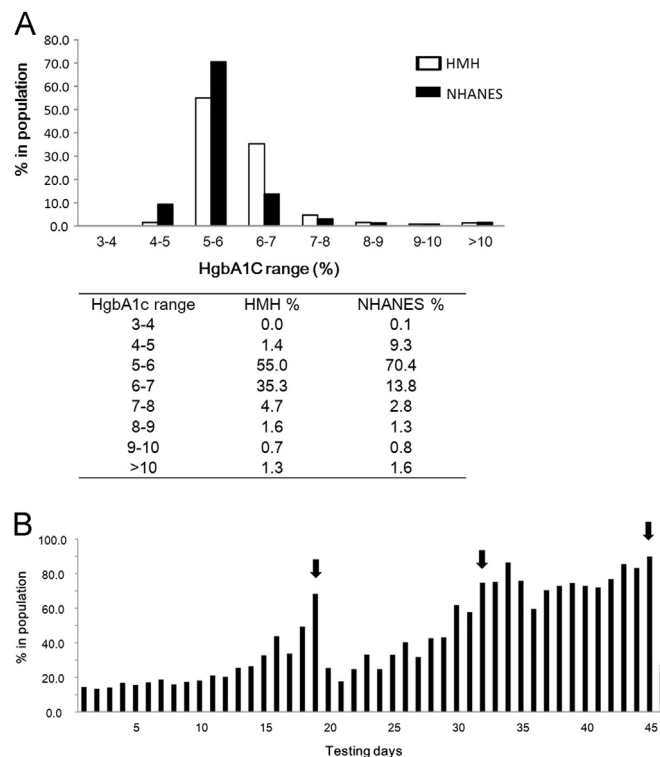 A
% in population
80.0
70.0
60.0
50.0
40.0
30.0
20.0
10.0
0.0
HMH
NHANES
3-4 4-5 5-6 6-7 7-8 8-9 9-10 >10
HgbA1C range (%)
HgbA1c range HMH % NHANES %
3-4 0.0 0.1
4-5 1.4 9.3
5-6 55.0 70.4
6-7 35.3 13.8
7-8 4.7 2.8
8-9 1.6 1.3
9-10 0.7 0.8
>10 1.3 1.6
B
% in population
100.0
80.0
60.0
40.0
20.0
0.0
5 10 15 20 25 30 35 40 45
Testing days